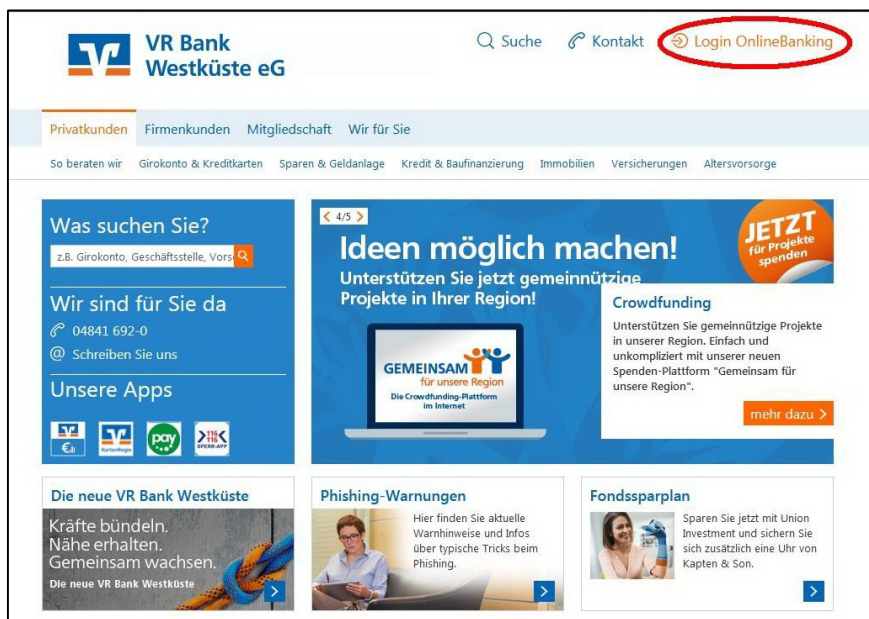 VR Bank
Westküste eG
Suche
Kontakt
Login OnlineBanking
Privatkunden Firmenkunden Mitgliedschaft Wir für Sie
So beraten wir Girokonto & Kreditkarten Sparen & Geldanlage Kredit & Baufinanzierung Immobilien Versicherungen Altersvorsorge
Was suchen Sie?
z.B. Girokonto, Geschäftsstelle, Vors
Wir sind für Sie da
04841 692-0
@ Schreiben Sie uns
Unsere Apps
KartenRegie
pay
116
116
SPERR-APP
4/5
Ideen möglich machen!
Unterstützen Sie jetzt gemeinnützige
Projekte in Ihrer Region!
JETZT
für Projekte
spenden
GEMEINSAM
für unsere Region
Die Crowdfunding-Plattform
im Internet
Crowdfunding
Unterstützen Sie gemeinnützige Projekte
in unserer Region. Einfach und
unkompliziert mit unserer neuen
Spenden-Plattform "Gemeinsam für
unsere Region".
mehr dazu
Die neue VR Bank Westküste
Kräfte bündeln.
Nähe erhalten.
Gemeinsam wachsen.
Die neue VR Bank Westküste
Phishing-Warnungen
Hier finden Sie aktuelle
Warnhinweise und Infos
über typische Tricks beim
Phishing.
Fondssparplan
Sparen Sie jetzt mit Union
Investment und sichern Sie
sich zusätzlich eine Uhr von
Kapten & Son.